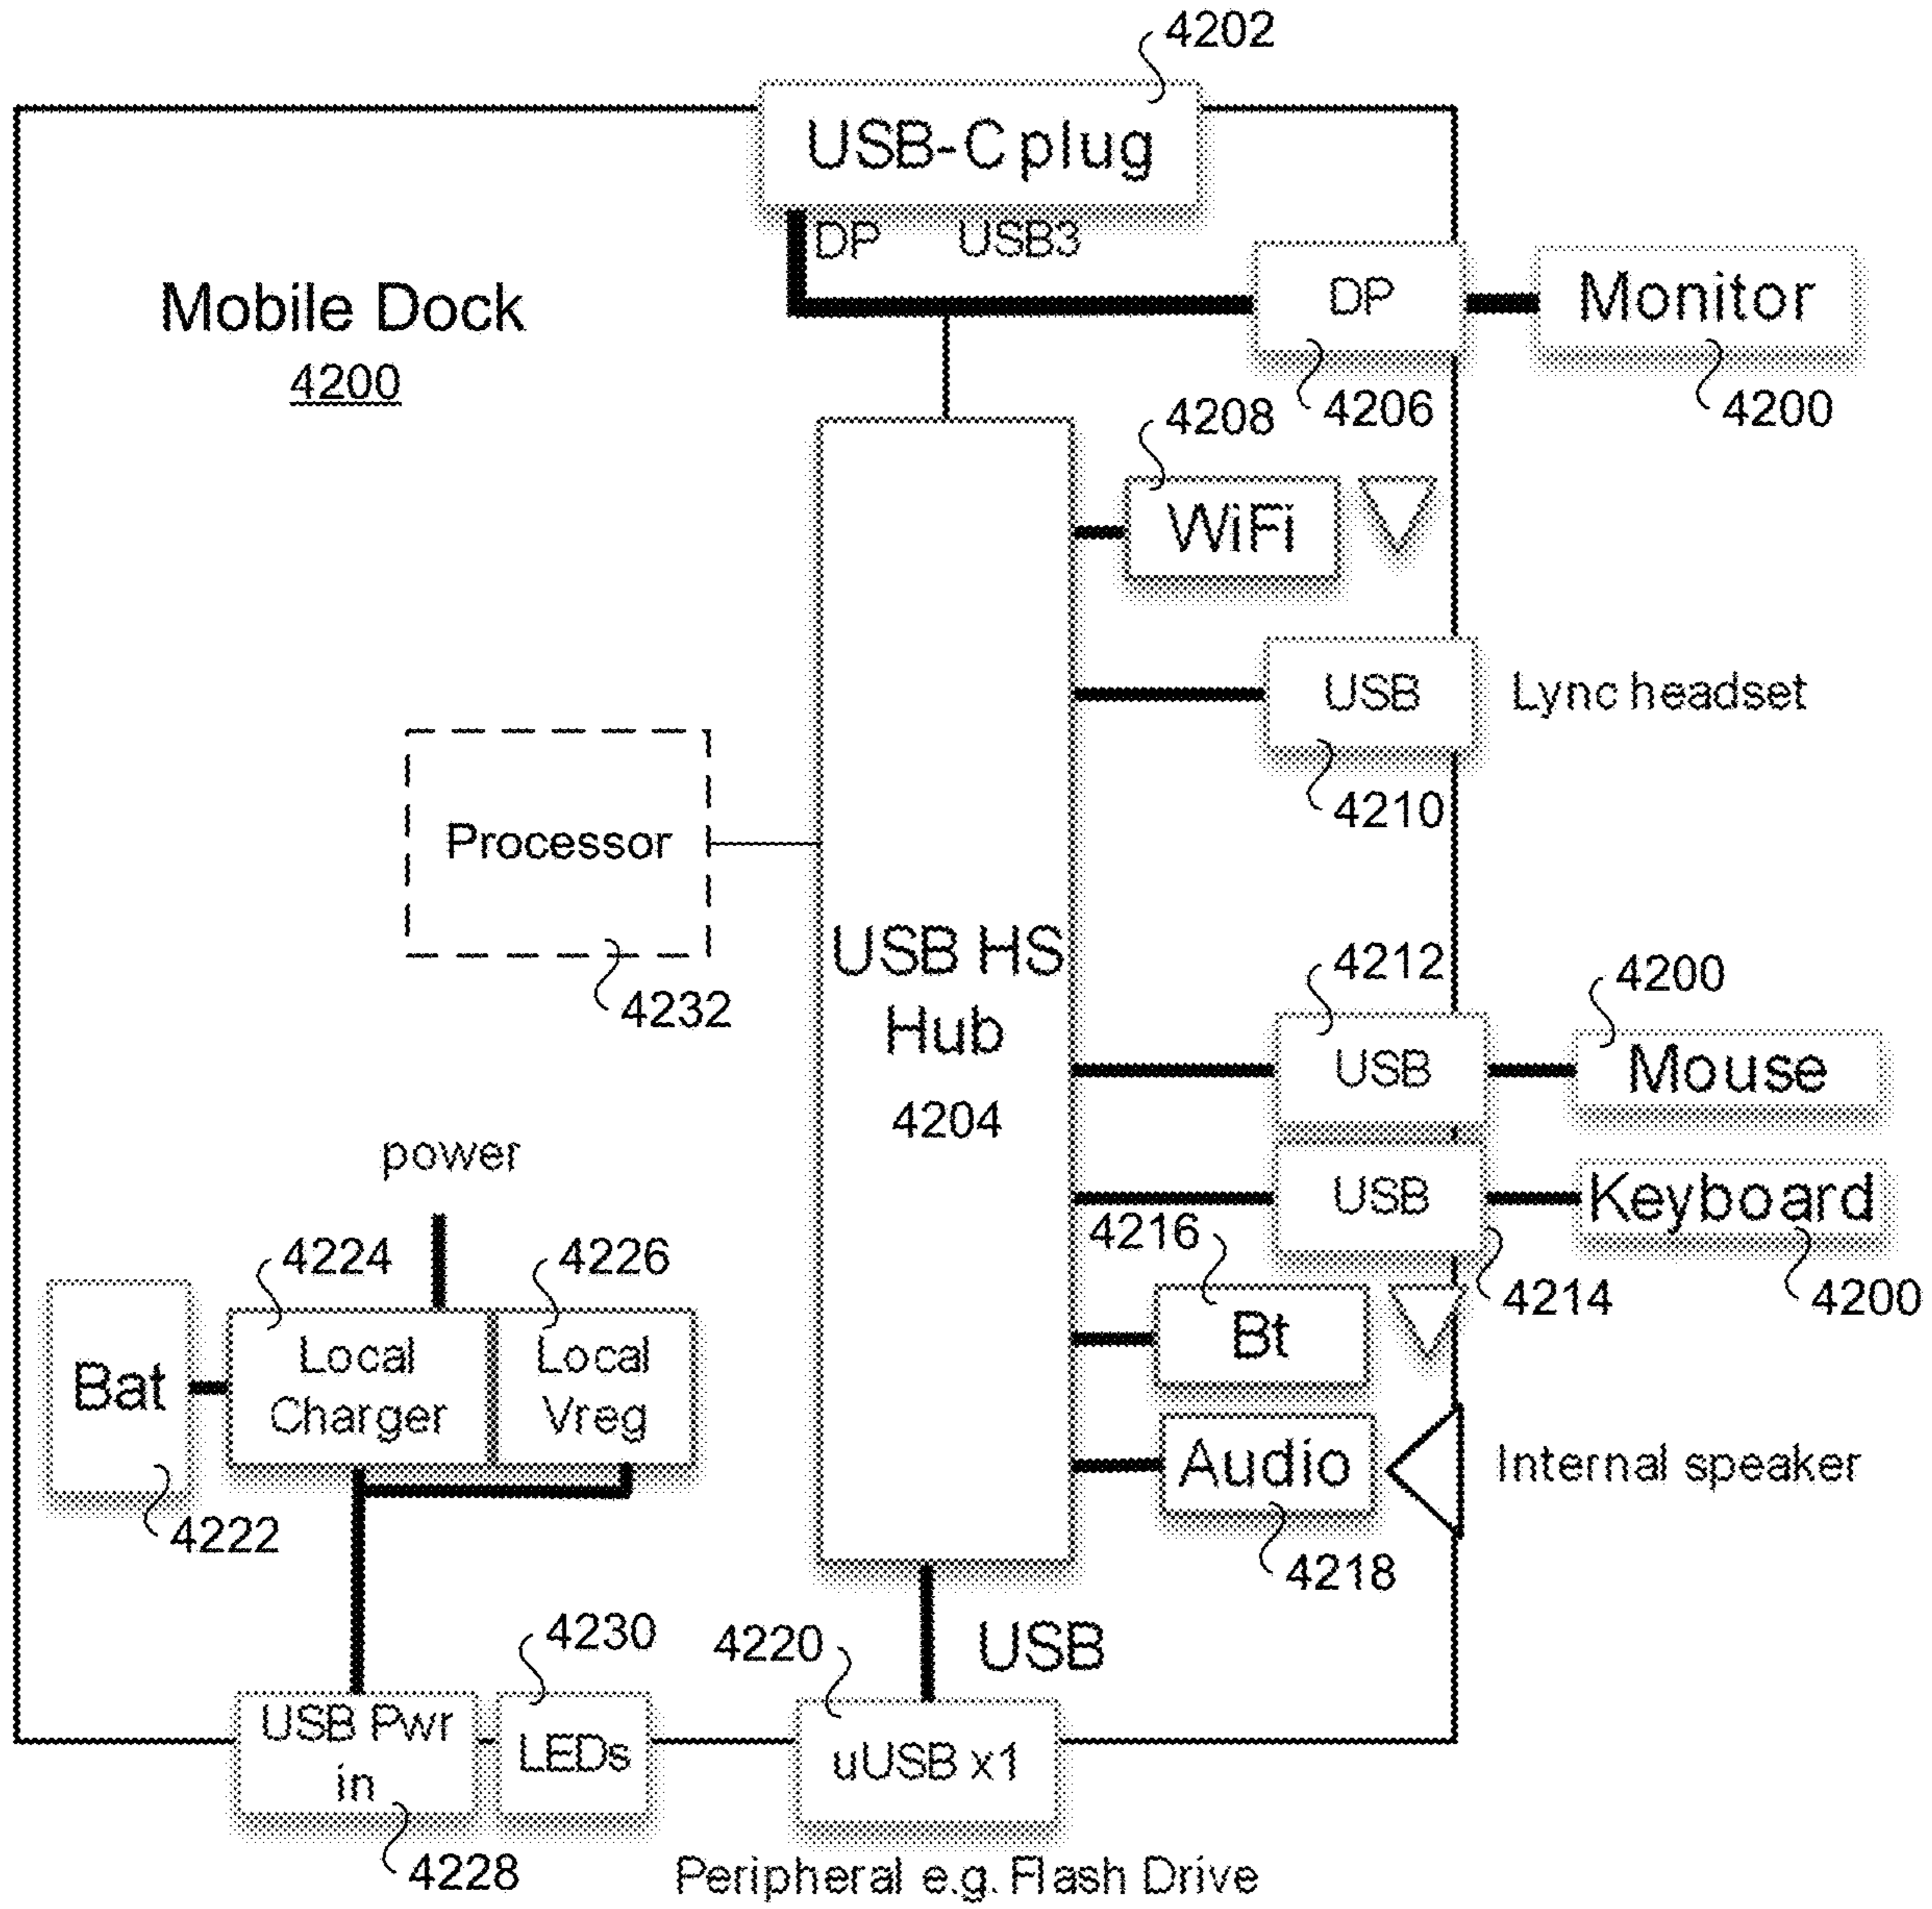 4202
USB-C plug
DP USB3
Mobile Dock
4200
DP
Monitor
4206
4200
4208
WiFi
USB
Lync headset
4210
Processor
4232
USB HS
Hub
4204
4212
4200
USB
Mouse
USB
Keyboard
4214
4200
4216
Bt
Audio
Internal speaker
4218
power
4224
4226
Bat
Local
Charger
Local
Vreg
4222
4230
4220
USB
USB Pwr
in
LEDs
uUSB x1
4228
Peripheral e.g. Flash Drive